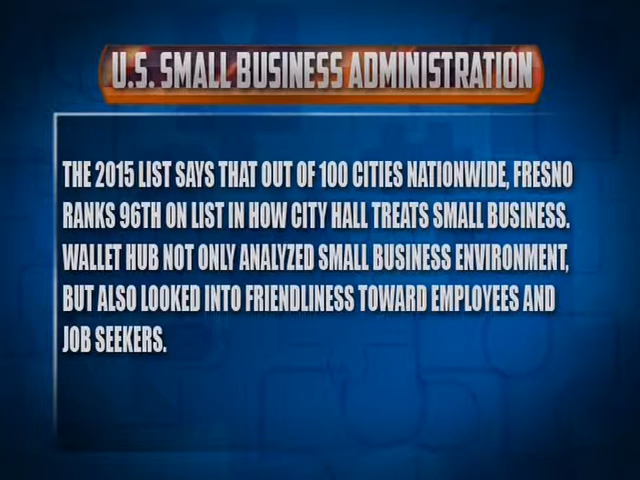 U.S. SMALL BUSINESS ADMINISTRATION
THE 2015 LIST SAYS THAT OUT OF 100 CITIES NATIONWIDE, FRESNO
RANKS 96TH ON LIST IN HOW CITY HALL TREATS SMALL BUSINESS.
WALLET HUB NOT ONLY ANALYZED SMALL BUSINESS ENVIRONMENT,
BUT ALSO LOOKED INTO FRIENDLINESS TOWARD EMPLOYEES AND
JOB SEEKERS.